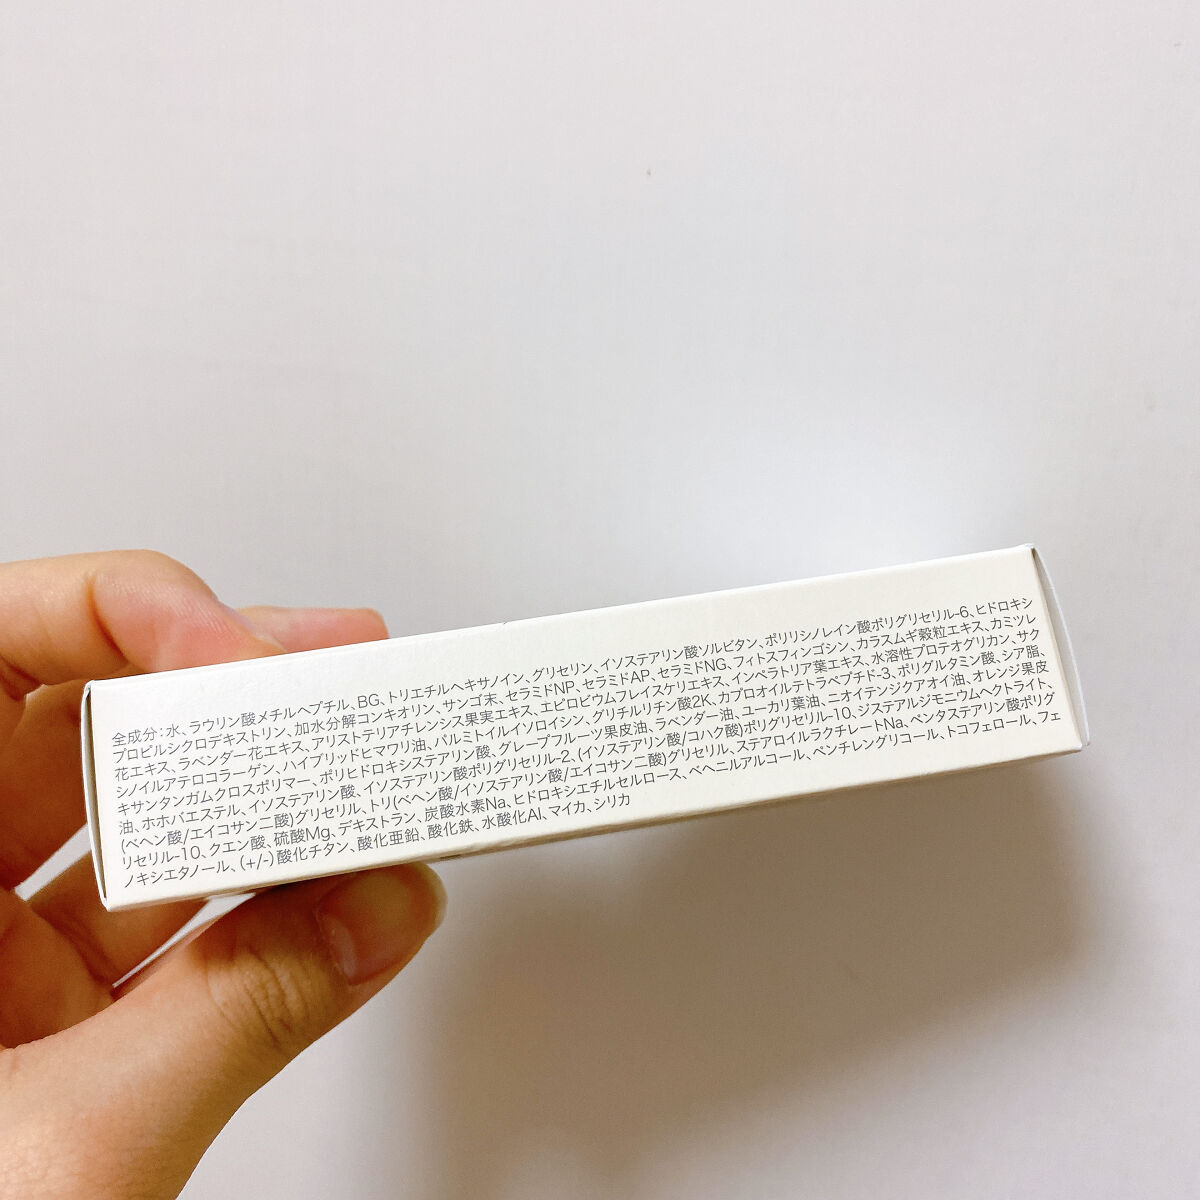 全成分:水、ラウリン酸メチルヘプチル、BG、トリエチルヘキサノイン、グリセリン、イソステアリン酸ソルビタン、ポリリシノレイン酸ポリグリセリル-6、ヒドロキシ
プロピルシクロデキストリン、加水分解コンキオリン、サンゴ末、セラミドNP、セラミドAP、セラミドNG、フィトスフィンゴシン、カラスムギ穀粒エキス、カミツレ
花エキス、ラベンダー花エキス、アリストテリアチレンシス果実エキス、エピロビウムフレイスケリエキス、インペラトリア葉エキス、水溶性プロテオグリカン、サク
シノイルアテロコラーゲン、ハイブリッドヒマワリ油、パルミトイルイソロイシン、グリチルリチン酸2K、カプロオイルテトラペプチド-3、ポリグルタミン酸、シア脂、
キサンタンガムクロスポリマー、ポリヒドロキシステアリン酸、グレープフルーツ果皮油、ラベンダー油、ユーカリ葉油、ニオイテンジクアオイ油、オレンジ果皮
油、ホホバエステル、イソステアリン酸、イソステアリン酸ポリグリセリル-2、(イソステアリン酸/コハク酸)ポリグリセリル-10、ジステアルジモニウムヘクトライト、
(ベヘン酸/エイコサン二酸)グリセリル、トリ(ベヘン酸/イソステアリン酸/エイコサン二酸)グリセリル、ステアロイルラクチレートNa、ペンタステアリン酸ポリグ
リセリル-10、クエン酸、硫酸Mg、デキストラン、炭酸水素Na、ヒドロキシエチルセルロース、ベヘニルアルコール、ペンチレングリコール、トコフェロール、フェ
ノキシエタノール、(+/-)酸化チタン、酸化亜鉛、酸化鉄、水酸化Al、マイカ、シリカ